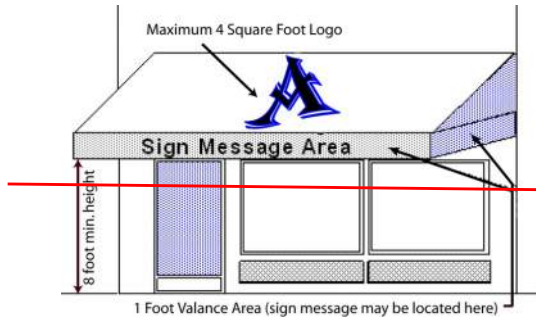 Maximum 4 Square Foot Logo
A
Sign Message Area
8 foot min. height
1 Foot Valance Area (sign message may be located here)